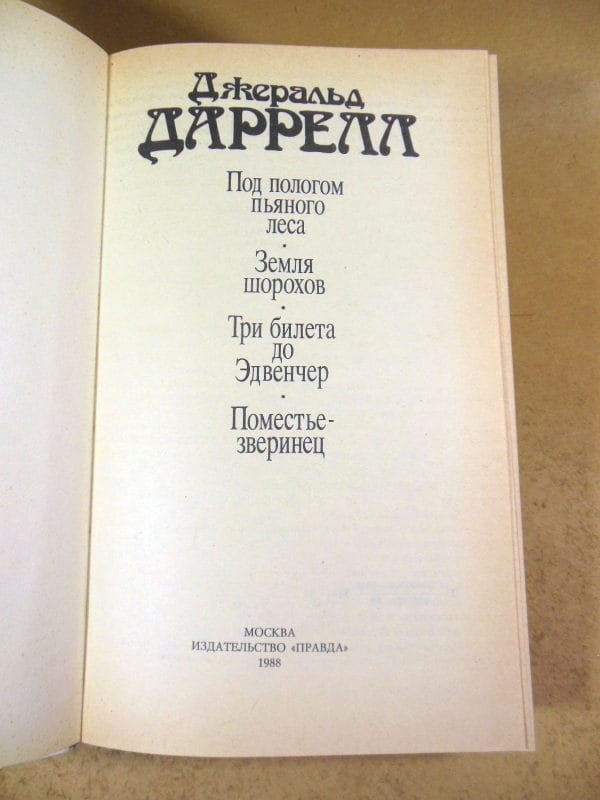 Джеральд
ДАРРЕЛЛ
Под пологом
пьяного
леса
·
Земля
шорохов
·
Три билета
до
Эдвенчер
·
Поместье-
зверинец
МОСКВА
ИЗДАТЕЛЬСТВО «ПРАВДА»
1988